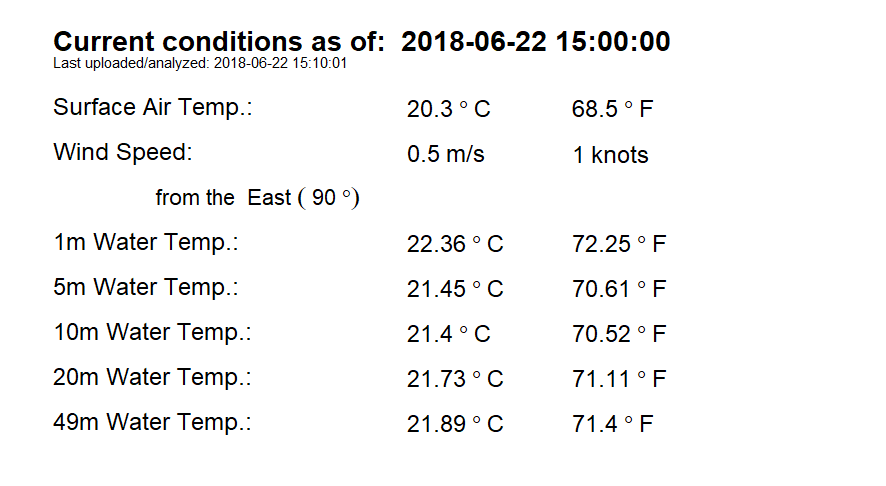 Current conditions as of: 2018-06-22 15:00:00
Last uploaded/analyzed: 2018-06-22 15:10:01
Surface Air Temp.: 20.3 ° C 68.5 ° F
Wind Speed: 0.5 m/s 1 knots
from the East ( 90 °)
1m Water Temp.: 22.36 ° C 72.25 ° F
5m Water Temp.: 21.45 ° C 70.61 ° F
10m Water Temp.: 21.4 ° C 70.52 ° F
20m Water Temp.: 21.73 ° C 71.11 ° F
49m Water Temp.: 21.89 ° C 71.4 ° F